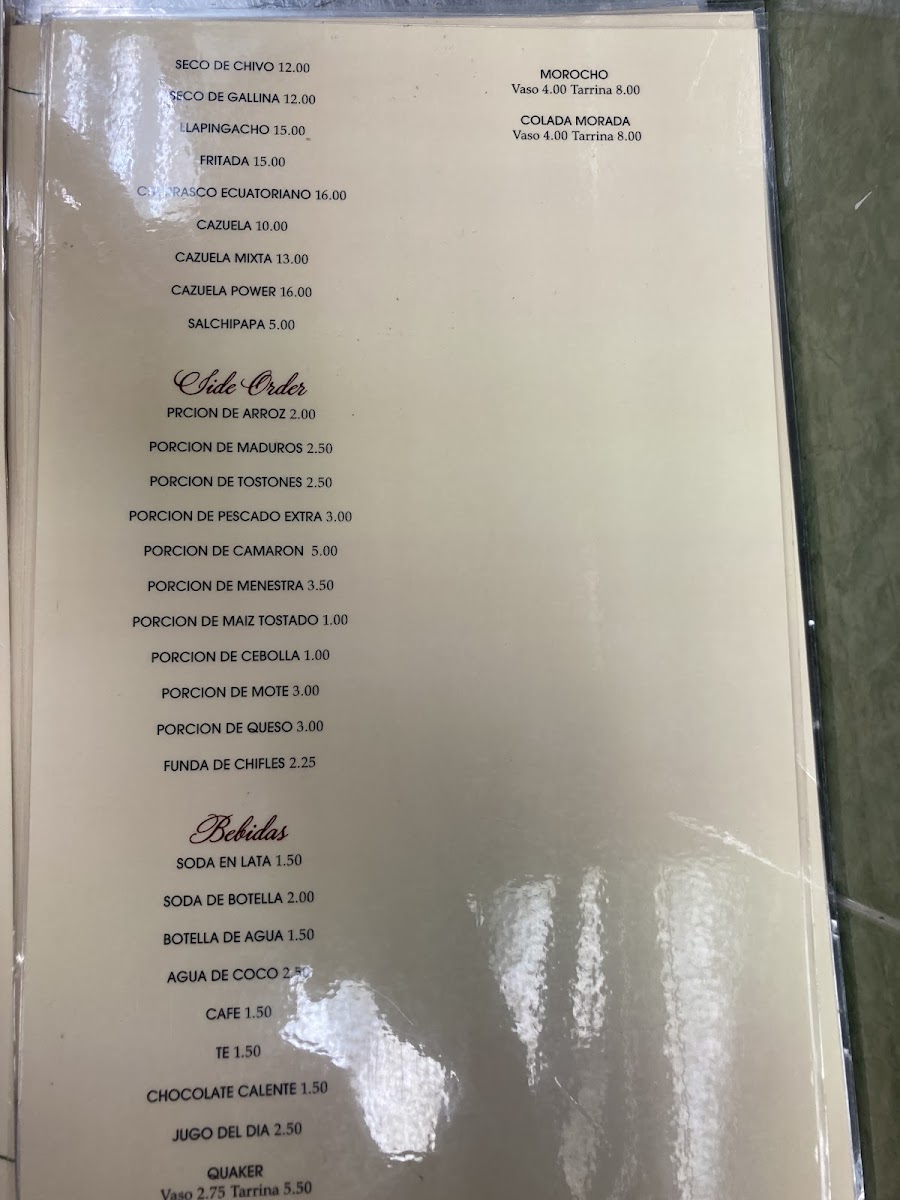 SECO DE CHIVO 12.00
SECO DE GALLINA 12.00
LLAPINGACHO 15.00
FRITADA 15.00
ECUATORIANO 16.00
CAZUELA 10.00
CAZUELA MIXTA 13.00
CAZUELA POWER 16.00
SALCHIPAPA 5.00
Side Order
PRCION DE ARROZ 2.00
PORCION DE MADUROS 2.50
PORCION DE TOSTONES 2.50
PORCION DE PESCADO EXTRA 3.00
PORCION DE CAMARON 5.00
PORCION DE MENESTRA 3.50
PORCION DE MAIZ TOSTADO 1.00
PORCION DE CEBOLLA 1.00
PORCION DE MOTE 3.00
PORCION DE QUESO 3.00
FUNDA DE CHIFLES 2.25
Bebidas
SODA EN LATA 1.50
SODA DE BOTELLA 2.00
BOTELLA DE AGUA 1.50
AGUA DE COCO 2.50
CAFE 1.50
TE 1.50
CHOCOLATE CALENTE 1.50
JUGO DEL DIA 2.50
QUAKER
Vaso 2.75 Tarrina 5.50
MOROCHO
Vaso 4.00 Tarrina 8.00
COLADA MORADA
Vaso 4.00 Tarrina 8.00